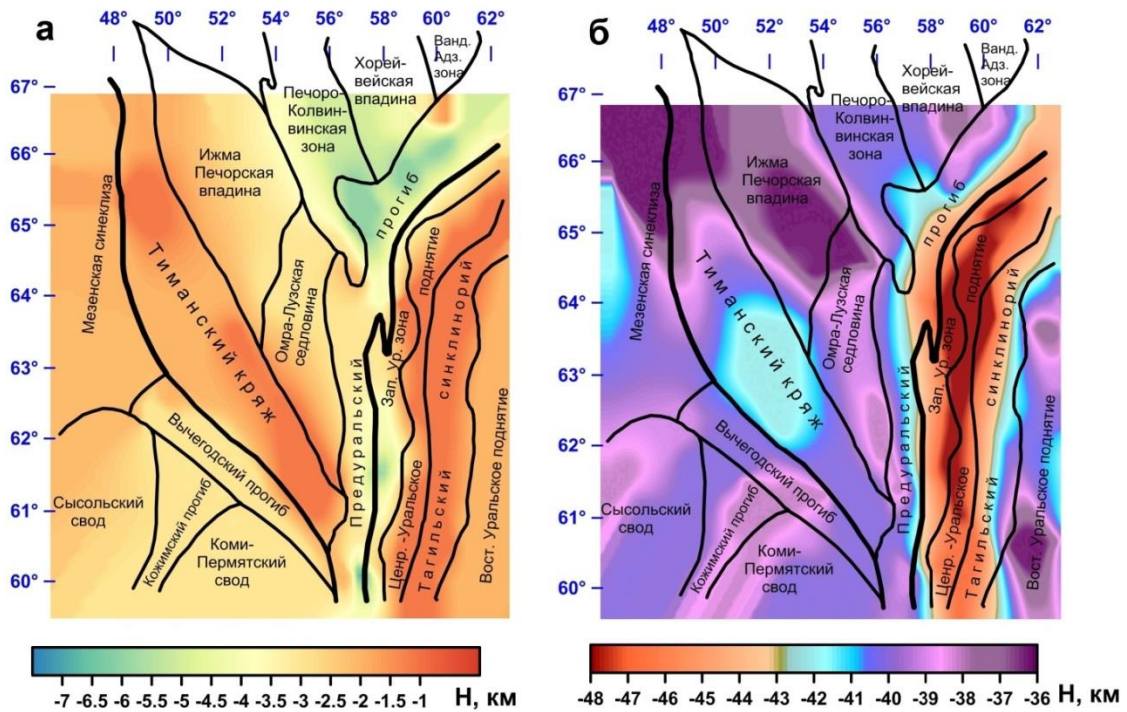 а
48° 50° 52° 54° 56° 58° 60° 62°
67°
66°
65°
64°
63°
62°
61°
60°
Ванд.
Адз.
зона
Хорей-
вейская
впадина
Печоро-
Колвин-
винская
зона
Ижма
Печорская
впадина
Мезенская синеклиза
Тиманский кряж
Омра-Лузская
седловина
Предуральский
прогиб
Зап. Ур. зона
поднятие
синклинорий
Вычегодский прогиб
Сысольский
свод
Кожимский прогиб
Коми-
Пермятский
свод
Ценр.-Уральское
Тагильский
Вост. Уральское поднятие
-7 -6.5 -6 -5.5 -5 -4.5 -4 -3.5 -3 -2.5 -2 -1.5 -1 Н, км
б
48° 50° 52° 54° 56° 58° 60° 62°
67°
66°
65°
64°
63°
62°
61°
60°
Ванд.
Адз.
зона
Хорей-
вейская
впадина
Печоро-
Колвин-
винская
зона
Ижма
Печорская
впадина
Мезенская синеклиза
Тиманский кряж
Омра-Лузская
седловина
Предуральский
прогиб
Зап. Ур. зона
поднятие
синклинорий
Вычегодский прогиб
Сысольский
свод
Кожимский прогиб
Коми-
Пермятский
свод
Ценр.-Уральское
Тагильский
Вост. Уральское поднятие
-48 -47 -46 -45 -44 -43 -42 -41 -40 -39 -38 -37 -36 Н, км